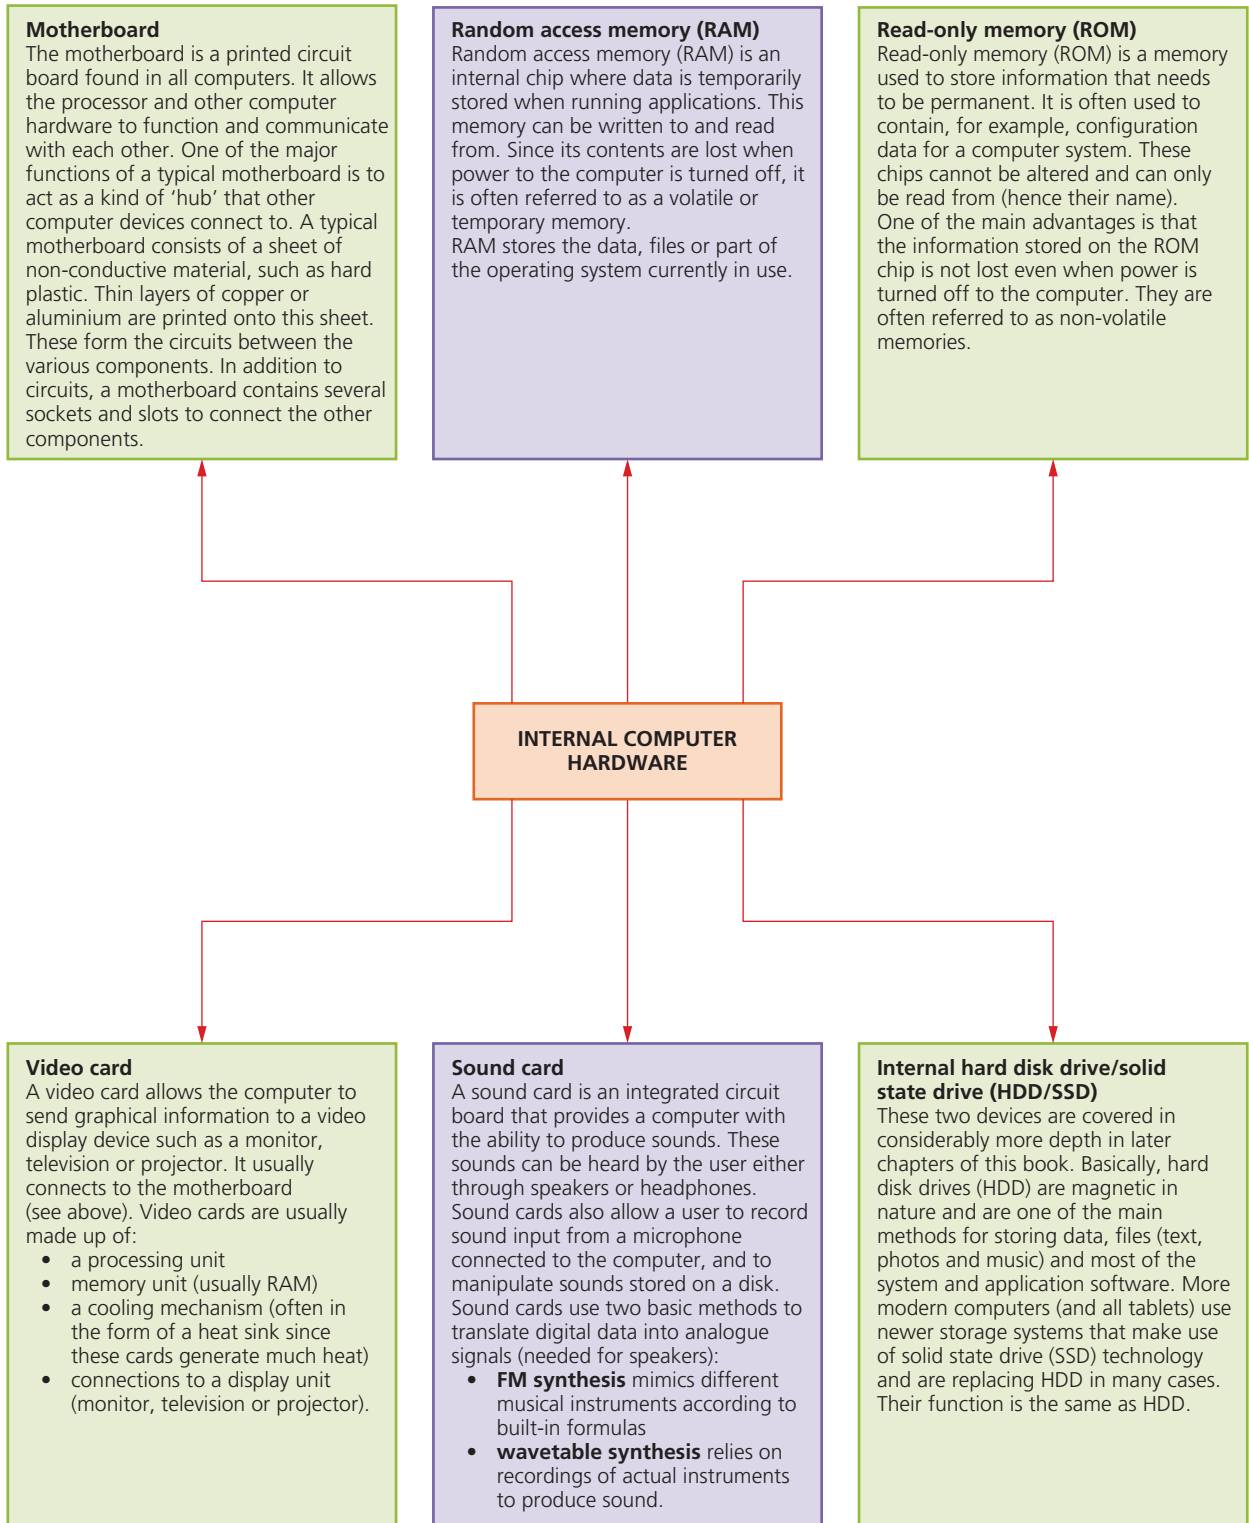 Motherboard
The motherboard is a printed circuit
board found in all computers. It allows
the processor and other computer
hardware to function and communicate
with each other. One of the major
functions of a typical motherboard is to
act as a kind of ‘hub’ that other
computer devices connect to. A typical
motherboard consists of a sheet of
non-conductive material, such as hard
plastic. Thin layers of copper or
aluminium are printed onto this sheet.
These form the circuits between the
various components. In addition to
circuits, a motherboard contains several
sockets and slots to connect the other
components.
Random access memory (RAM)
Random access memory (RAM) is an
internal chip where data is temporarily
stored when running applications. This
memory can be written to and read
from. Since its contents are lost when
power to the computer is turned off, it
is often referred to as a volatile or
temporary memory.
RAM stores the data, files or part of
the operating system currently in use.
Read-only memory (ROM)
Read-only memory (ROM) is a memory
used to store information that needs
to be permanent. It is often used to
contain, for example, configuration
data for a computer system. These
chips cannot be altered and can only
be read from (hence their name).
One of the main advantages is that
the information stored on the ROM
chip is not lost even when power is
turned off to the computer. They are
often referred to as non-volatile
memories.
INTERNAL COMPUTER
HARDWARE
Video card
A video card allows the computer to
send graphical information to a video
display device such as a monitor,
television or projector. It usually
connects to the motherboard
(see above). Video cards are usually
made up of:
• a processing unit
• memory unit (usually RAM)
• a cooling mechanism (often in
the form of a heat sink since
these cards generate much heat)
• connections to a display unit
(monitor, television or projector).
Sound card
A sound card is an integrated circuit
board that provides a computer with
the ability to produce sounds. These
sounds can be heard by the user either
through speakers or headphones.
Sound cards also allow a user to record
sound input from a microphone
connected to the computer, and to
manipulate sounds stored on a disk.
Sound cards use two basic methods to
translate digital data into analogue
signals (needed for speakers):
• FM synthesis mimics different
musical instruments according to
built-in formulas
• wavetable synthesis relies on
recordings of actual instruments
to produce sound.
Internal hard disk drive/solid
state drive (HDD/SSD)
These two devices are covered in
considerably more depth in later
chapters of this book. Basically, hard
disk drives (HDD) are magnetic in
nature and are one of the main
methods for storing data, files (text,
photos and music) and most of the
system and application software. More
modern computers (and all tablets) use
newer storage systems that make use
of solid state drive (SSD) technology
and are replacing HDD in many cases.
Their function is the same as HDD.